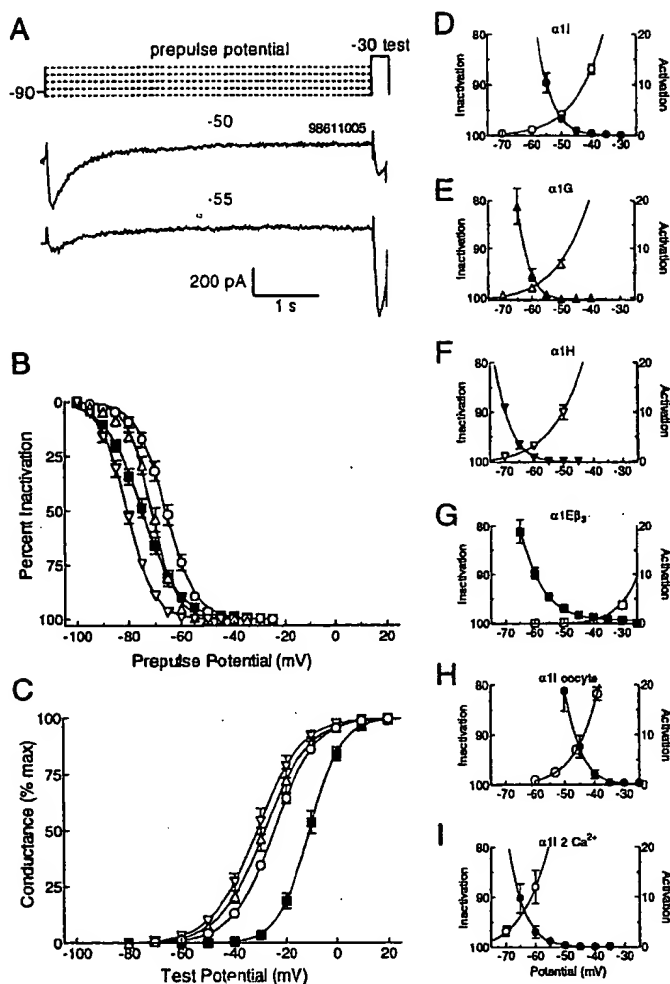 A
prepulse potential
-30 test
-90
-50
98611005
-55
200 pA
1 s
B
Percent Inactivation
0
25
50
75
100
-100 -80 -60 -40 -20 0 20
Prepulse Potential (mV)
C
Conductance (% max)
100
75
50
25
0
-80 -60 -40 -20 0 20
Test Potential (mV)
D
α1I
Inactivation
80
90
100
Activation
20
10
0
-70 -60 -50 -40 -30
E
α1G
Inactivation
80
90
100
Activation
20
10
0
-70 -60 -50 -40 -30
F
α1H
Inactivation
80
90
100
Activation
20
10
0
-70 -60 -50 -40 -30
G
α1Eβ3
Inactivation
80
90
100
Activation
20
10
0
-70 -60 -50 -40 -30
H
α1I oocyte
Inactivation
80
90
100
Activation
20
10
0
-70 -60 -50 -40 -30
I
α1I 2 Ca²⁺
Inactivation
80
90
100
Activation
20
10
0
-70 -60 -50 -40 -30
Potential (mV)